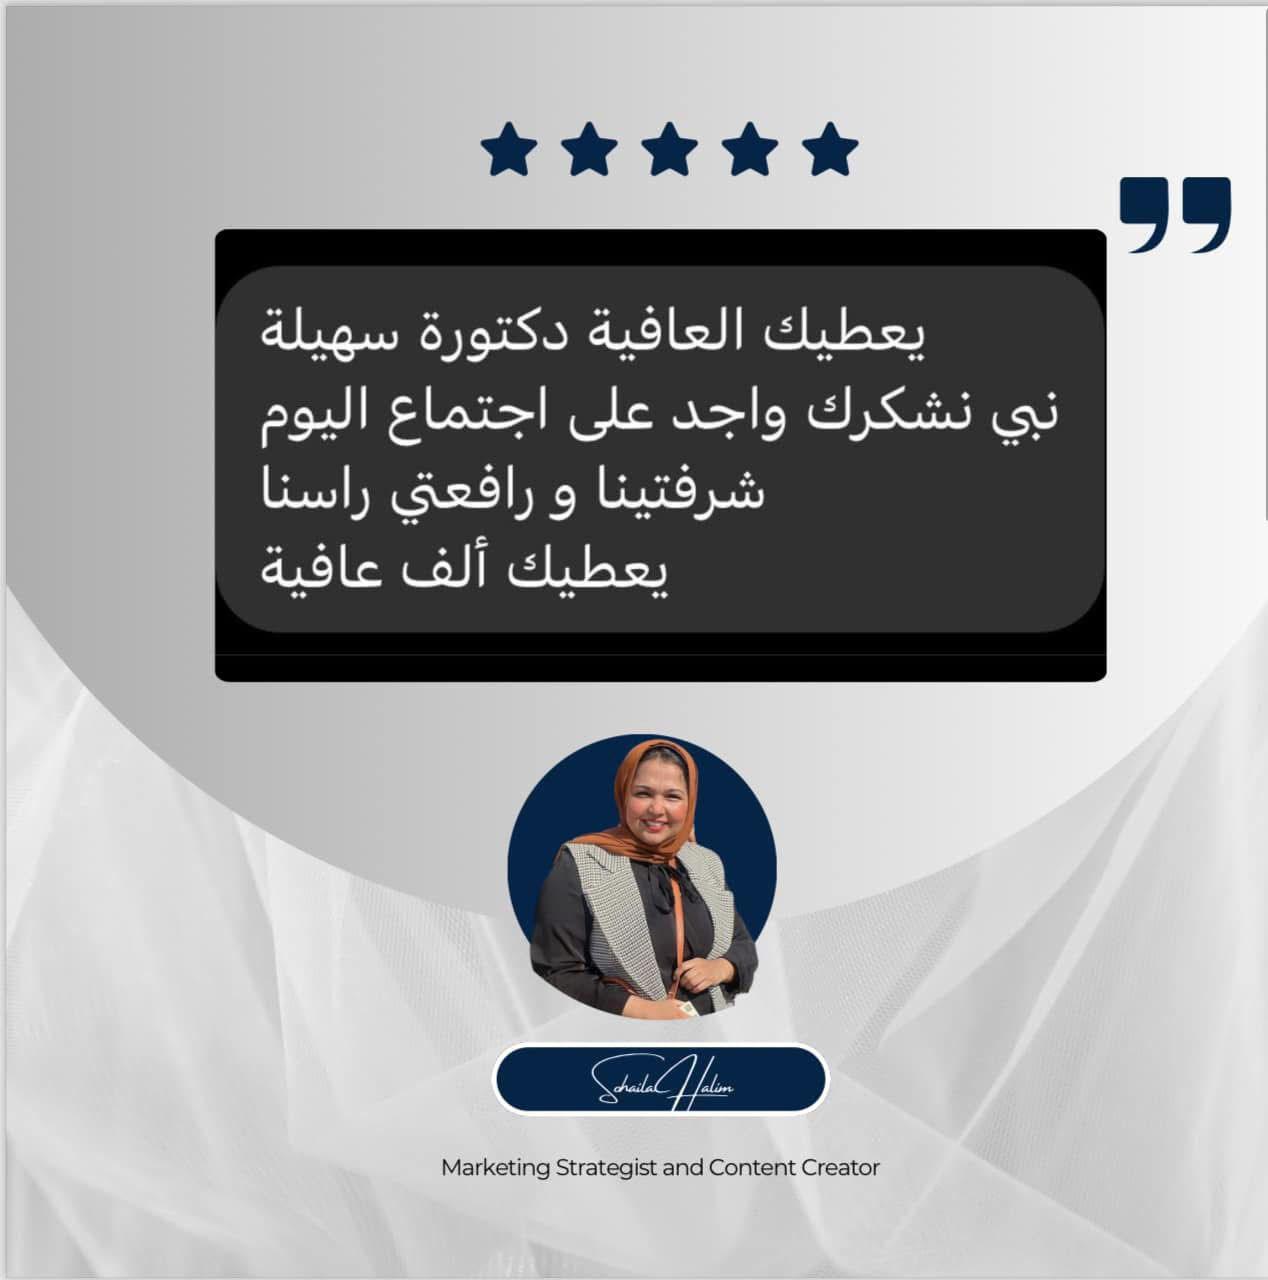 يعطيك العافية دكتورة سهيلة
نبي نشكرك واجد على اجتماع اليوم
شرفتينا و رافعتي راسنا
يعطيك ألف عافية
Sohaila Halim
Marketing Strategist and Content Creator